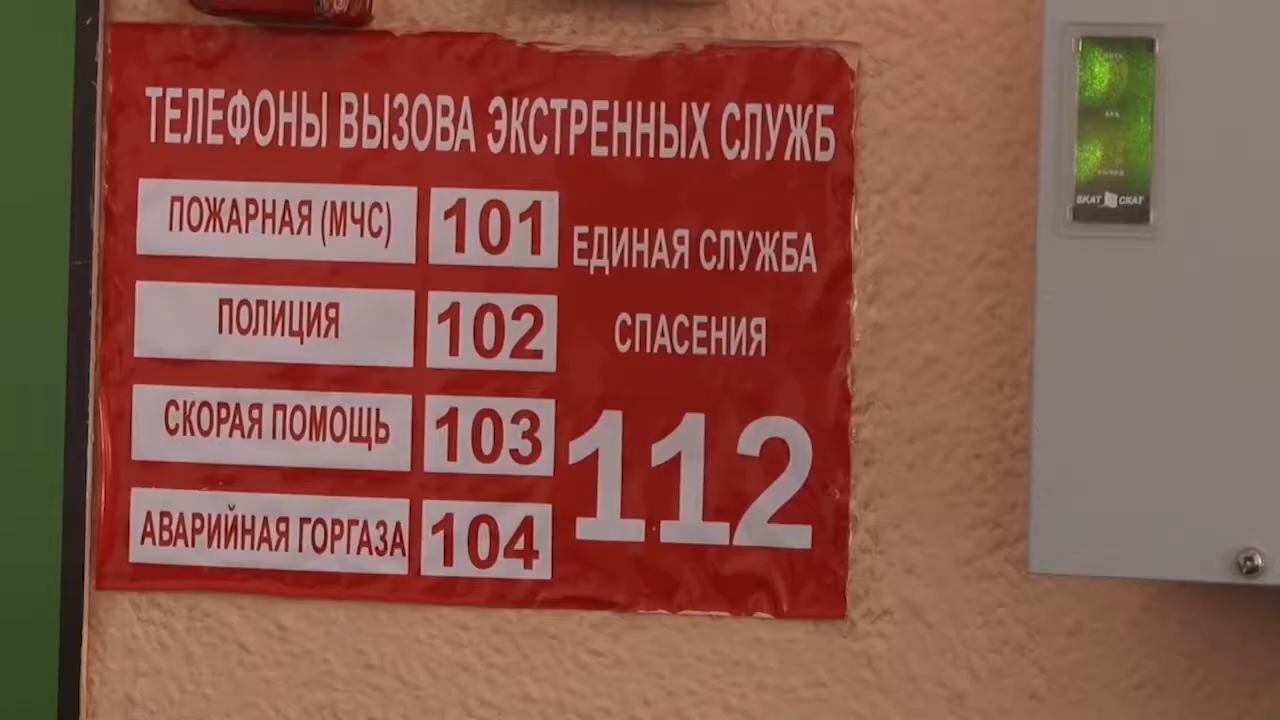 ТЕЛЕФОНЫ ВЫЗОВА ЭКСТРЕННЫХ СЛУЖБ
ПОЖАРНАЯ (МЧС) 101
ПОЛИЦИЯ 102
СКОРАЯ ПОМОЩЬ 103
АВАРИЙНАЯ ГОРГАЗА 104
ЕДИНАЯ СЛУЖБА
СПАСЕНИЯ
112
СКАТ